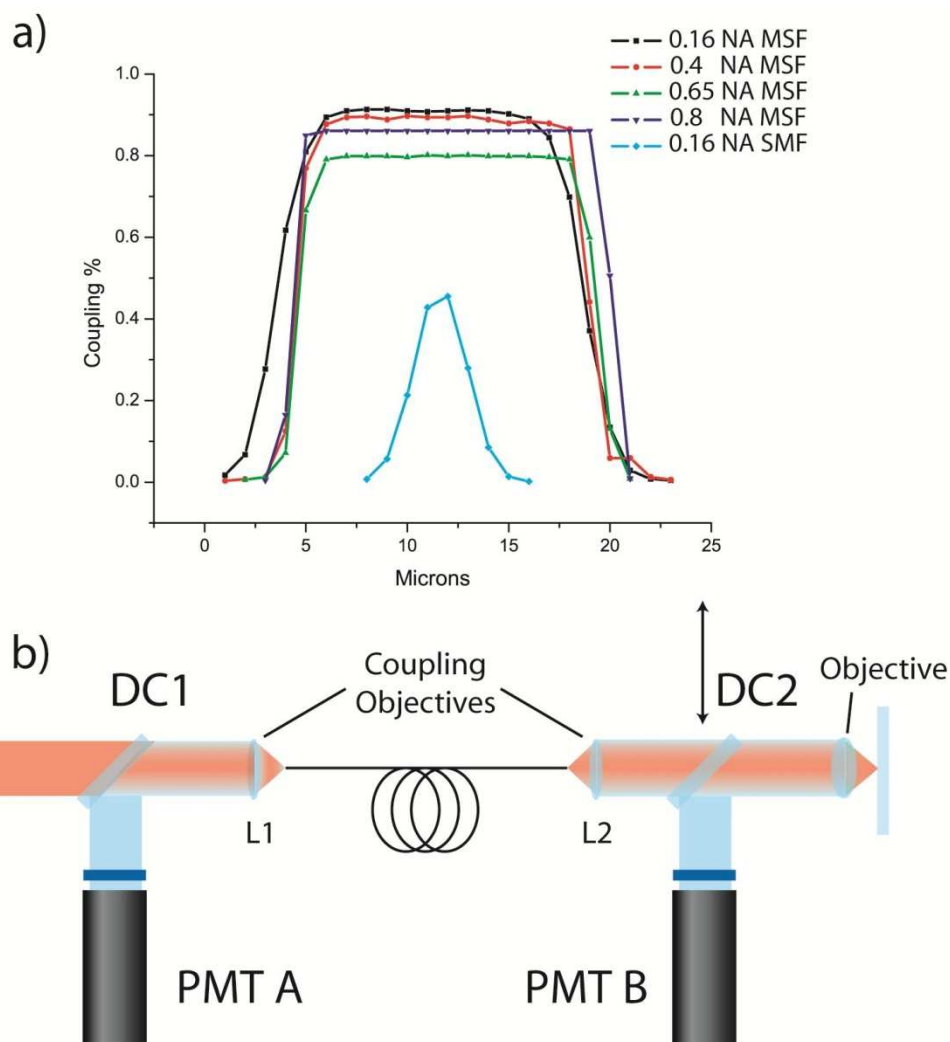 a)
0.16 NA MSF
0.4 NA MSF
0.65 NA MSF
0.8 NA MSF
0.16 NA SMF
1.0
0.8
0.6
0.4
0.2
0.0
Coupling %
0 5 10 15 20 25
Microns
b)
DC1
Coupling
Objectives
DC2
Objective
L1
L2
PMT A
PMT B